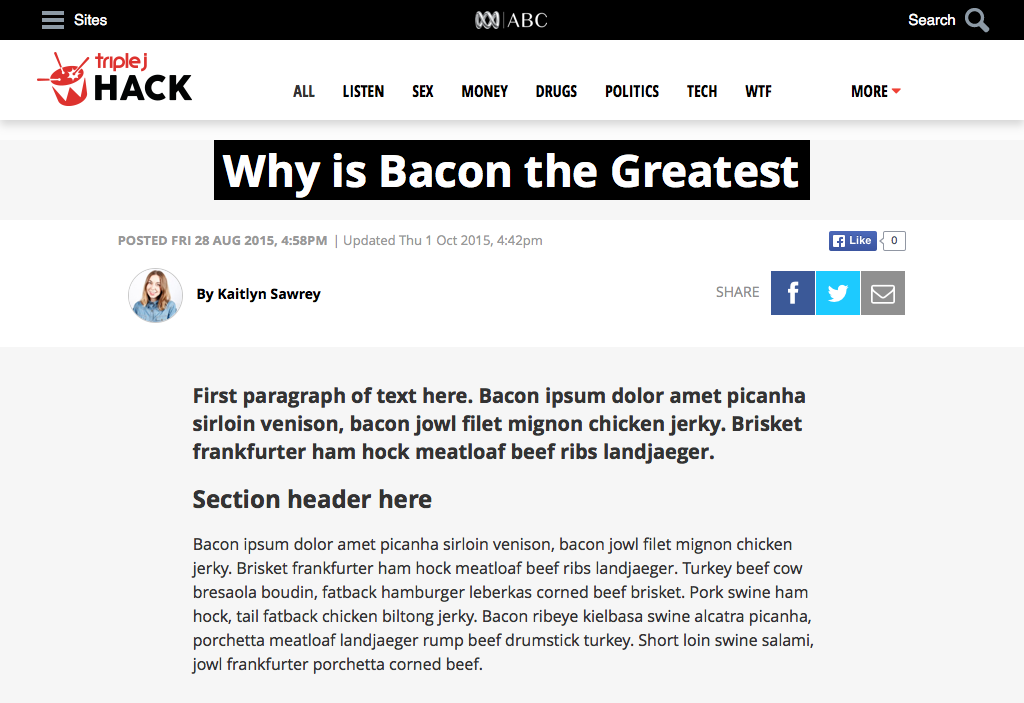 Sites
ABC
Search
triple j
HACK
ALL LISTEN SEX MONEY DRUGS POLITICS TECH WTF MORE
Why is Bacon the Greatest
POSTED FRI 28 AUG 2015, 4:58PM | Updated Thu 1 Oct 2015, 4:42pm
Like 0
By Kaitlyn Sawrey
SHARE
First paragraph of text here. Bacon ipsum dolor amet picanha
sirloin venison, bacon jowl filet mignon chicken jerky. Brisket
frankfurter ham hock meatloaf beef ribs landjaeger.
Section header here
Bacon ipsum dolor amet picanha sirloin venison, bacon jowl filet mignon chicken
jerky. Brisket frankfurter ham hock meatloaf beef ribs landjaeger. Turkey beef cow
bresaola boudin, fatback hamburger leberkas corned beef brisket. Pork swine ham
hock, tail fatback chicken biltong jerky. Bacon ribeye kielbasa swine alcatra picanha,
porchetta meatloaf landjaeger rump beef drumstick turkey. Short loin swine salami,
jowl frankfurter porchetta corned beef.